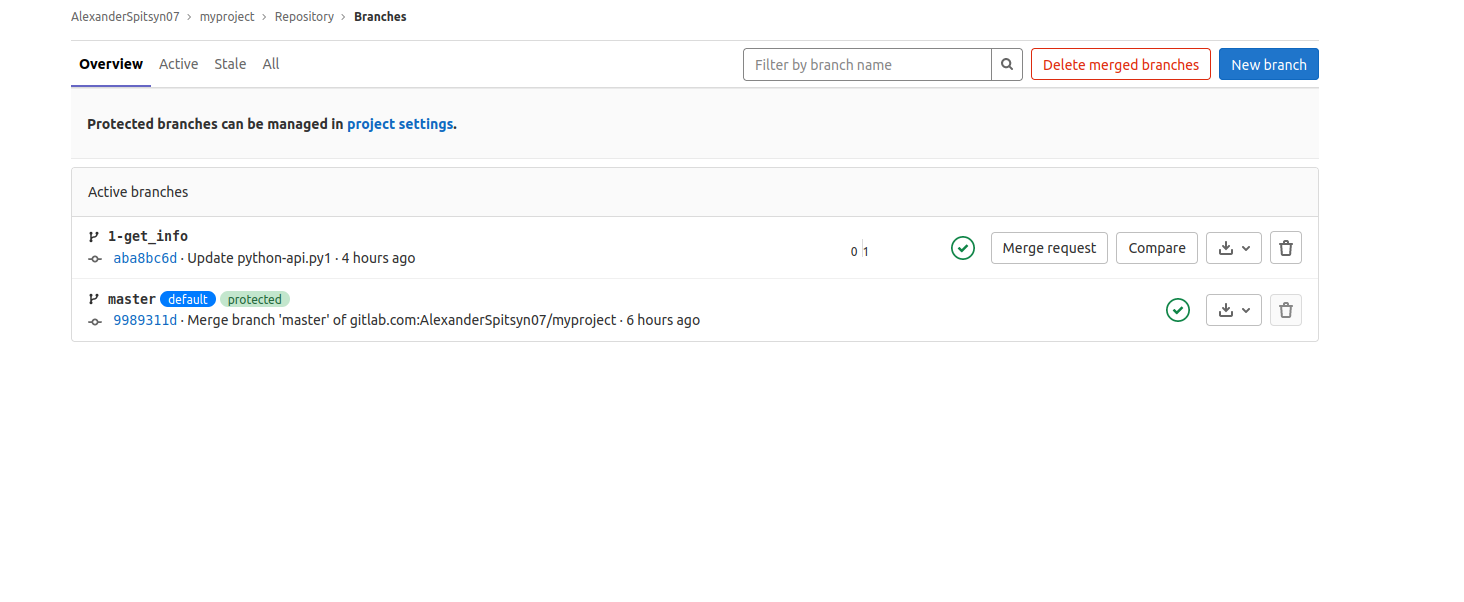 AlexanderSpitsyn07 › myproject › Repository › Branches
Overview Active Stale All Filter by branch name Delete merged branches New branch
Protected branches can be managed in project settings.
Active branches
1-get_info
aba8bc6d · Update python-api.py1 · 4 hours ago 0 1 Merge request Compare
master default protected
9989311d · Merge branch 'master' of gitlab.com:AlexanderSpitsyn07/myproject · 6 hours ago